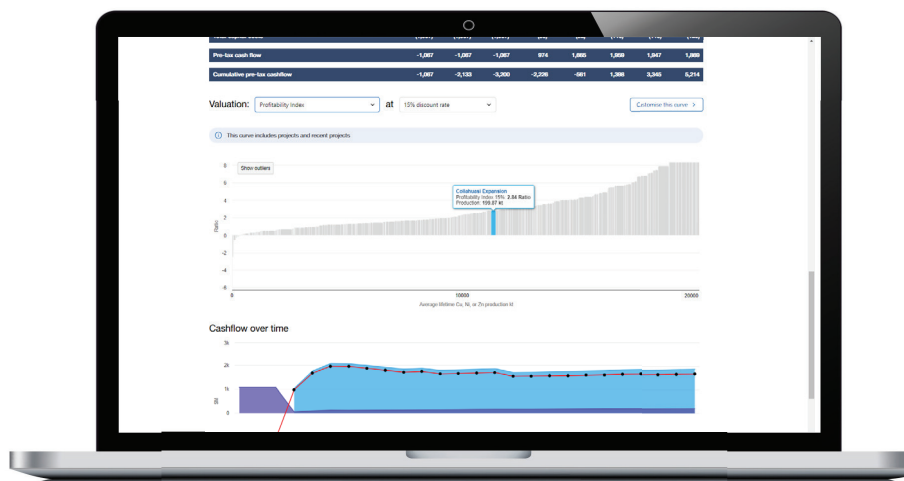 Pre-tax cash flow -1,067 -1,067 -1,067 974 1,665 1,959 1,947 1,869
Cumulative pre-tax cashflow -1,067 -2,133 -3,200 -2,226 -561 1,398 3,345 5,214
Valuation: Profitability Index at 15% discount rate Customise this curve >
This curve includes projects and recent projects
Show outliers
8
6
4
2
0
-2
-4
-6
Ratio
Collahuasi Expansion
Profitability Index 15%: 2.84 Ratio
Production: 199.87 kt
0 10000 20000
Average lifetime Cu, Ni, or Zn production kt
Cashflow over time
3k
2k
1k
0
$M